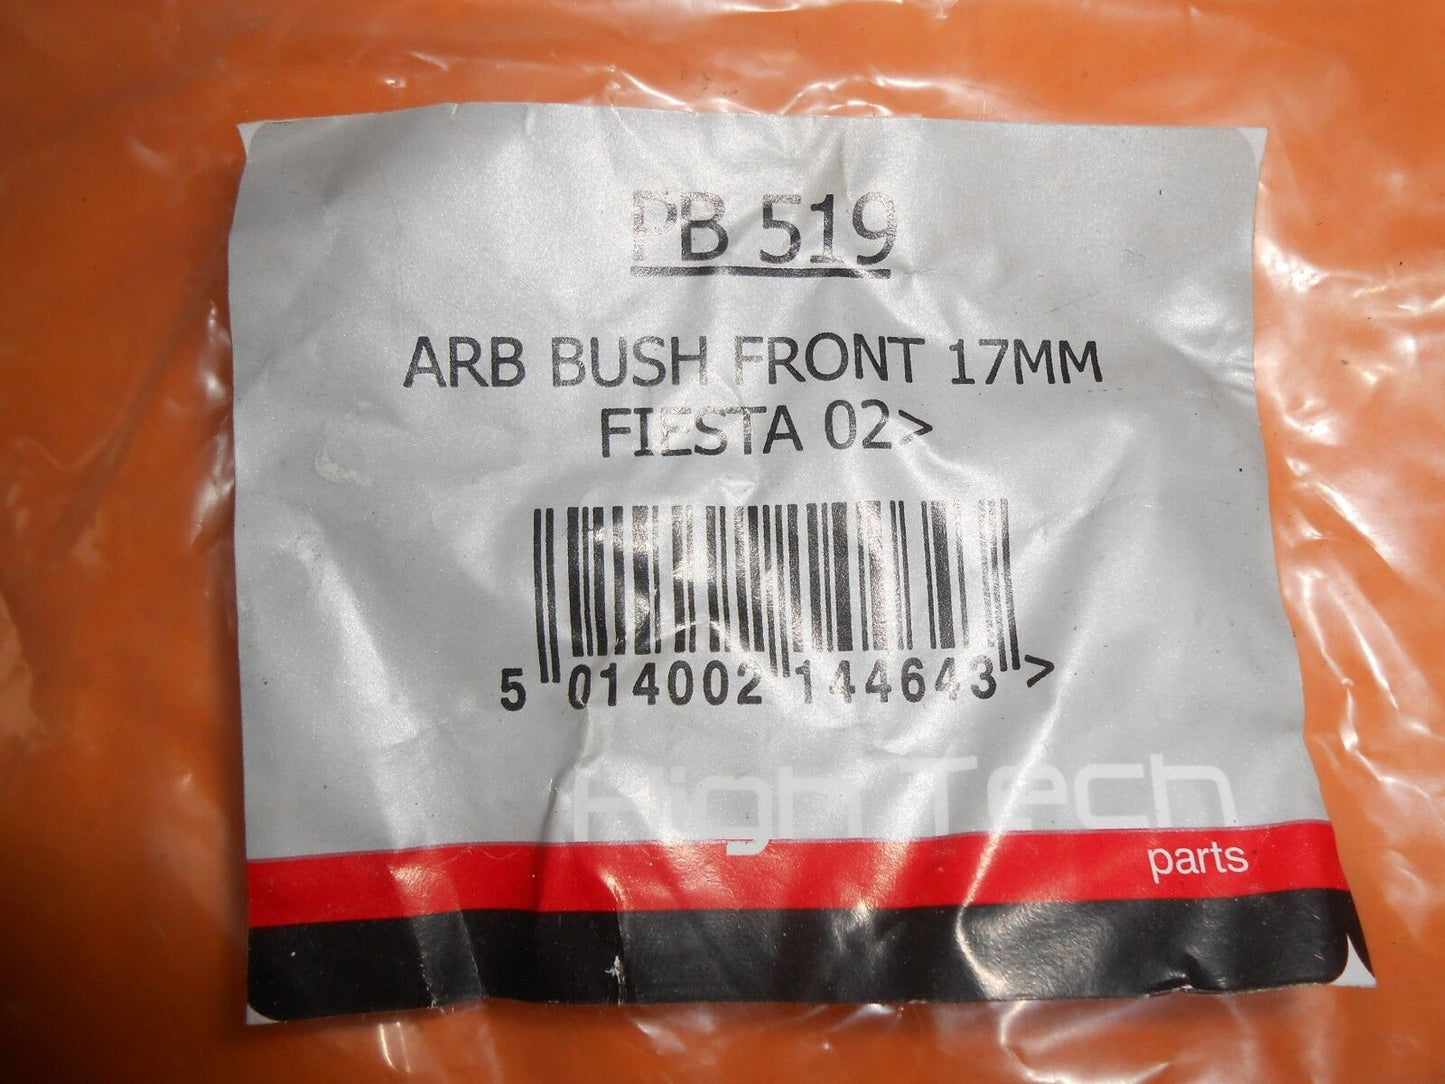 PB 519
ARB BUSH FRONT 17MM
FIESTA 02>
5 014002 144643 >
High Tech
parts